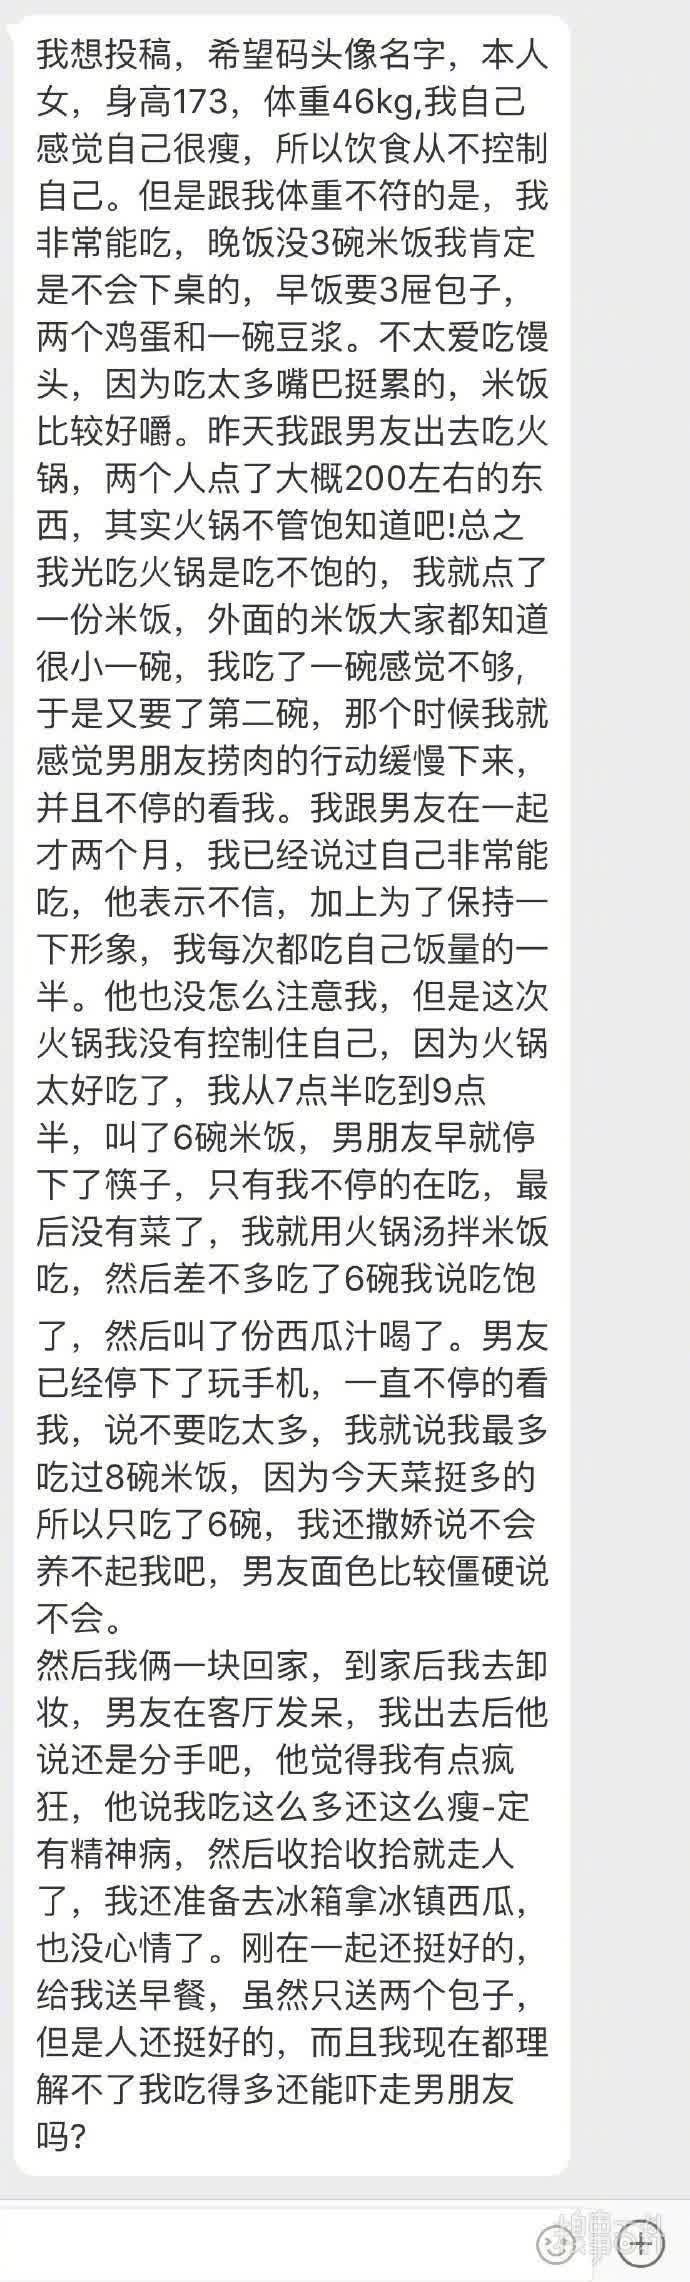 我想投稿，希望码头像名字，本人
女，身高173，体重46kg,我自己
感觉自己很瘦，所以饮食从不控制
自己。但是跟我体重不符的是，我
非常能吃，晚饭没3碗米饭我肯定
是不会下桌的，早饭要3屉包子，
两个鸡蛋和一碗豆浆。不太爱吃馒
头，因为吃太多嘴巴挺累的，米饭
比较好嚼。昨天我跟男友出去吃火
锅，两个人点了大概200左右的东
西，其实火锅不管饱知道吧!总之
我光吃火锅是吃不饱的，我就点了
一份米饭，外面的米饭大家都知道
很小一碗，我吃了一碗感觉不够,
于是又要了第二碗，那个时候我就
感觉男朋友捞肉的行动缓慢下来，
并且不停的看我。我跟男友在一起
才两个月，我已经说过自己非常能
吃，他表示不信，加上为了保持一
下形象，我每次都吃自己饭量的一
半。他也没怎么注意我，但是这次
火锅我没有控制住自己，因为火锅
太好吃了，我从7点半吃到9点
半，叫了6碗米饭，男朋友早就停
下了筷子，只有我不停的在吃，最
后没有菜了，我就用火锅汤拌米饭
吃，然后差不多吃了6碗我说吃饱
了，然后叫了份西瓜汁喝了。男友
已经停下了玩手机，一直不停的看
我，说不要吃太多，我就说我最多
吃过8碗米饭，因为今天菜挺多的
所以只吃了6碗，我还撒娇说不会
养不起我吧，男友面色比较僵硬说
不会。
然后我俩一块回家，到家后我去卸
妆，男友在客厅发呆，我出去后他
说还是分手吧，他觉得我有点疯
狂，他说我吃这么多还这么瘦-定
有精神病，然后收拾收拾就走人
了，我还准备去冰箱拿冰镇西瓜，
也没心情了。刚在一起还挺好的，
给我送早餐，虽然只送两个包子，
但是人还挺好的，而且我现在都理
解不了我吃得多还能吓走男朋友
吗?